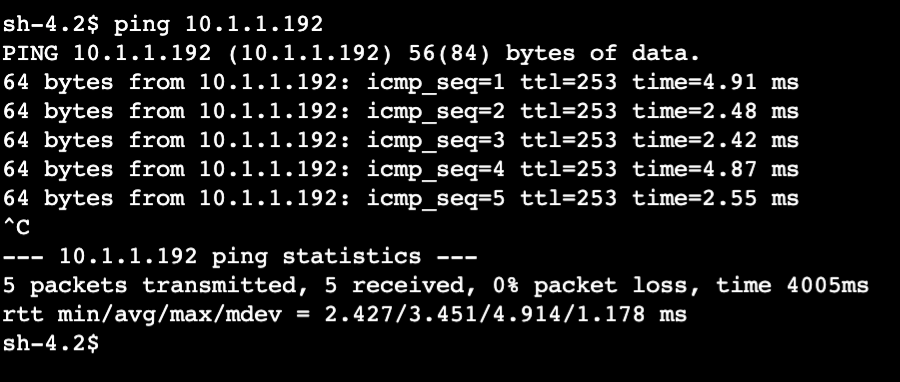 sh-4.2$ ping 10.1.1.192
PING 10.1.1.192 (10.1.1.192) 56(84) bytes of data.
64 bytes from 10.1.1.192: icmp_seq=1 ttl=253 time=4.91 ms
64 bytes from 10.1.1.192: icmp_seq=2 ttl=253 time=2.48 ms
64 bytes from 10.1.1.192: icmp_seq=3 ttl=253 time=2.42 ms
64 bytes from 10.1.1.192: icmp_seq=4 ttl=253 time=4.87 ms
64 bytes from 10.1.1.192: icmp_seq=5 ttl=253 time=2.55 ms
^C
--- 10.1.1.192 ping statistics ---
5 packets transmitted, 5 received, 0% packet loss, time 4005ms
rtt min/avg/max/mdev = 2.427/3.451/4.914/1.178 ms
sh-4.2$